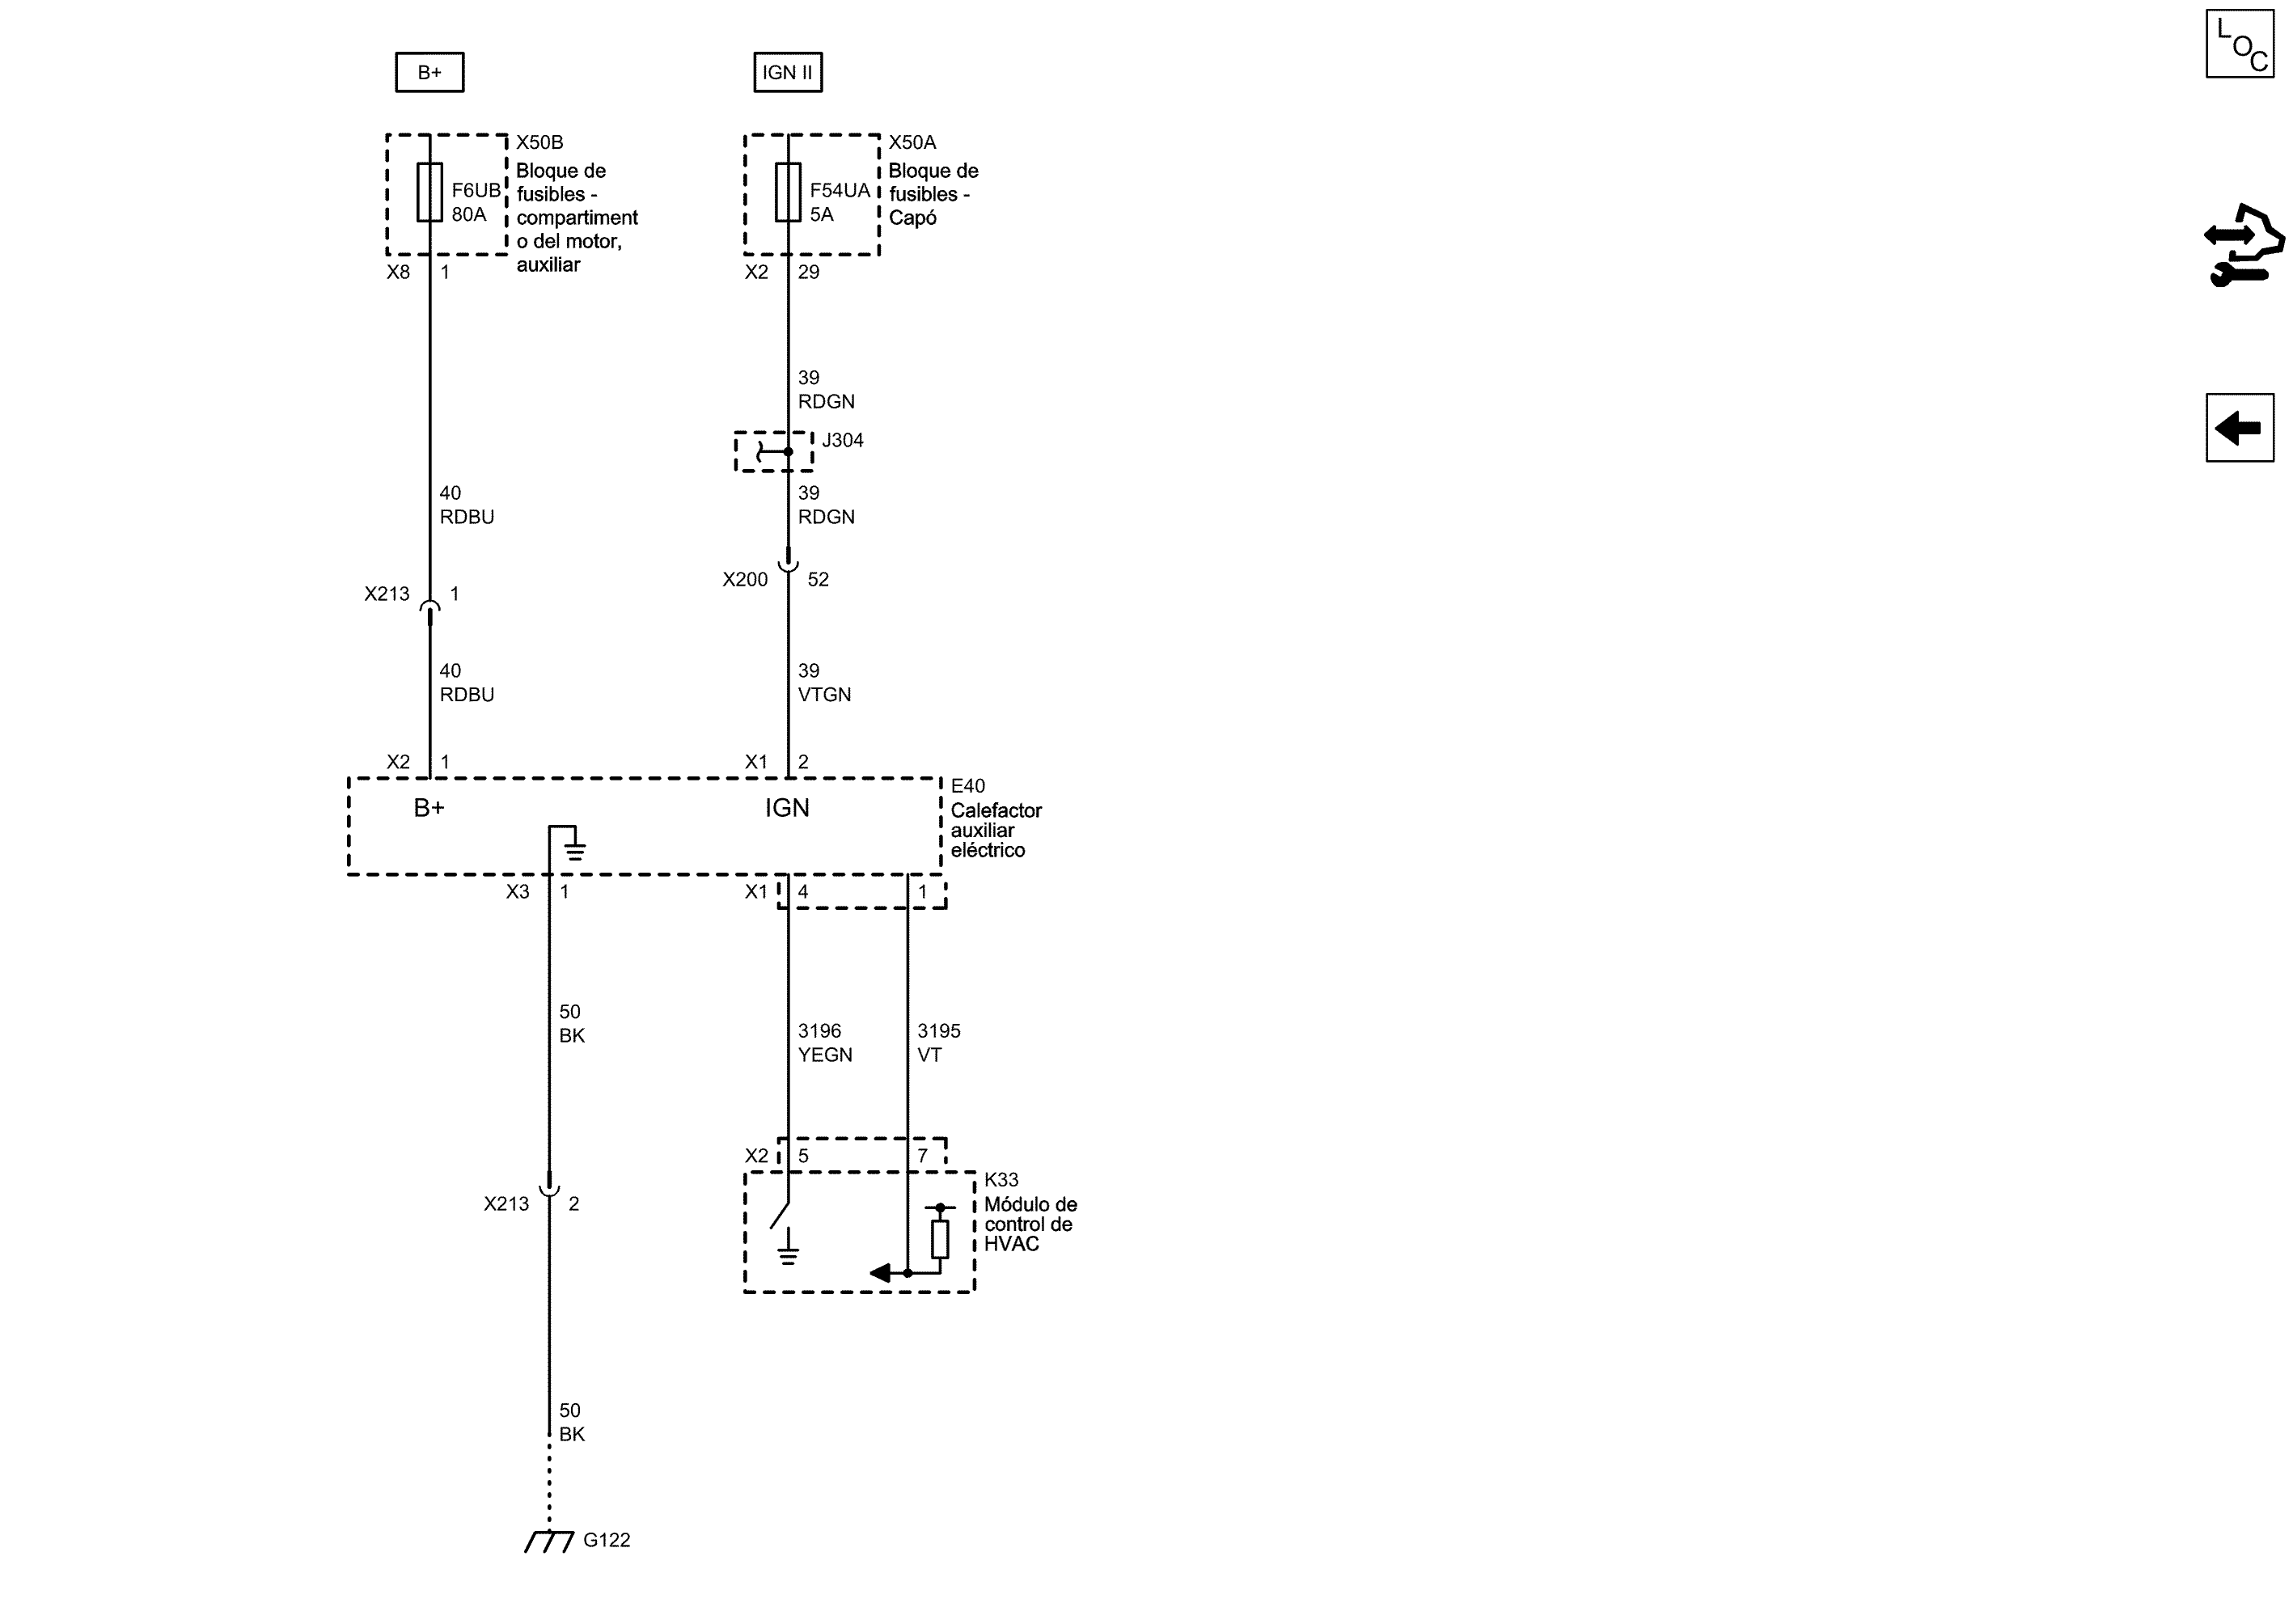 B+
IGN II
LOC
X50B
Bloque de
fusibles -
compartiment
o del motor,
auxiliar
F6UB
80A
X50A
Bloque de
fusibles -
Capó
F54UA
5A
X8 1
X2 29
39
RDGN
J304
40
RDBU
39
RDGN
X213 1
X200 52
40
RDBU
39
VTGN
X2 1
X1 2
B+
IGN
E40
Calefactor
auxiliar
eléctrico
X3 1
X1 4 1
50
BK
3196
YEGN
3195
VT
X2 5 7
X213 2
K33
Módulo de
control de
HVAC
50
BK
G122